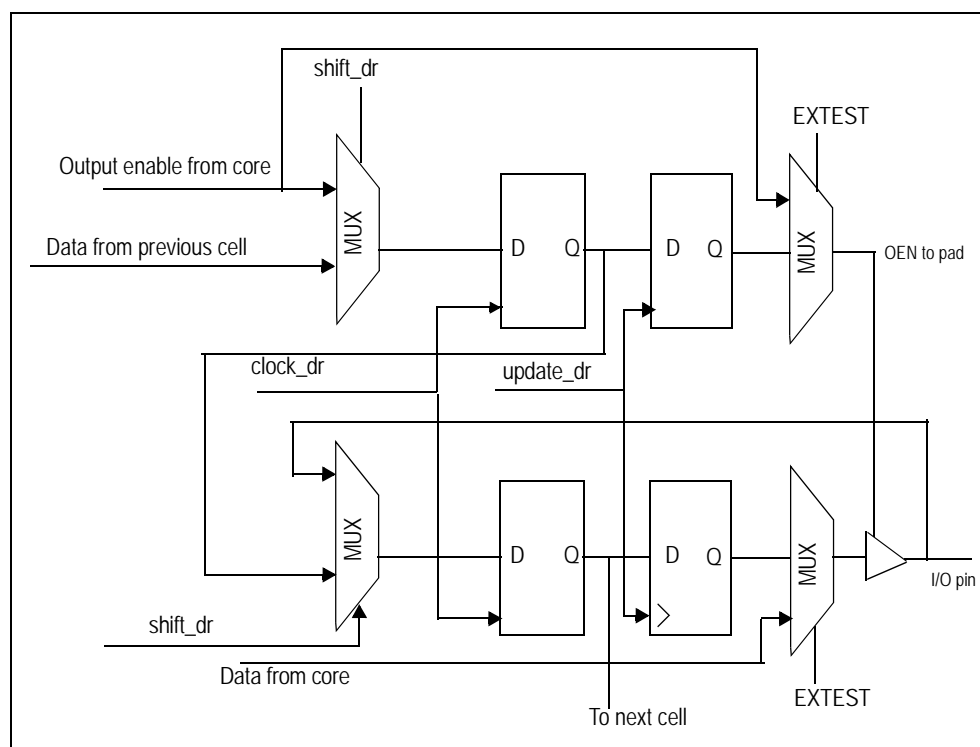 shift_dr
EXTEST
Output enable from core
MUX
D Q
D Q
MUX
Data from previous cell
OEN to pad
clock_dr
update_dr
MUX
D Q
D Q
MUX
I/O pin
shift_dr
Data from core
EXTEST
To next cell